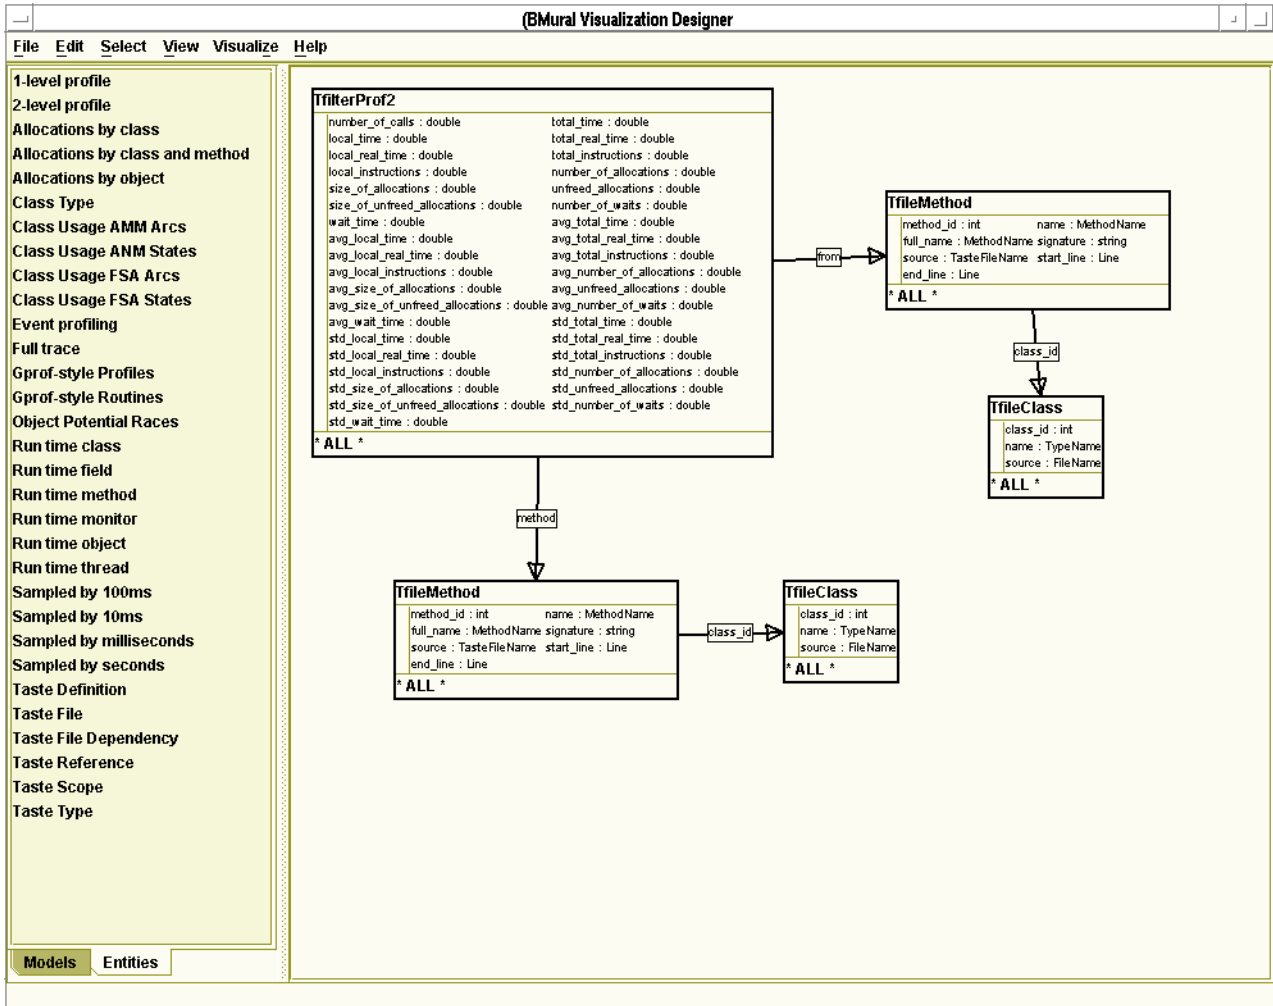 (BMural Visualization Designer
File Edit Select View Visualize Help
1-level profile
2-level profile
Allocations by class
Allocations by class and method
Allocations by object
Class Type
Class Usage AMM Arcs
Class Usage ANM States
Class Usage FSA Arcs
Class Usage FSA States
Event profiling
Full trace
Gprof-style Profiles
Gprof-style Routines
Object Potential Races
Run time class
Run time field
Run time method
Run time monitor
Run time object
Run time thread
Sampled by 100ms
Sampled by 10ms
Sampled by milliseconds
Sampled by seconds
Taste Definition
Taste File
Taste File Dependency
Taste Reference
Taste Scope
Taste Type
Models Entities
TfilterProf2
number_of_calls : double total_time : double
local_time : double total_real_time : double
local_real_time : double total_instructions : double
local_instructions : double number_of_allocations : double
size_of_allocations : double unfreed_allocations : double
size_of_unfreed_allocations : double number_of_waits : double
wait_time : double avg_total_time : double
avg_local_time : double avg_total_real_time : double
avg_local_real_time : double avg_total_instructions : double
avg_local_instructions : double avg_number_of_allocations : double
avg_size_of_allocations : double avg_unfreed_allocations : double
avg_size_of_unfreed_allocations : double avg_number_of_waits : double
avg_wait_time : double std_total_time : double
std_local_time : double std_total_real_time : double
std_local_real_time : double std_total_instructions : double
std_local_instructions : double std_number_of_allocations : double
std_size_of_allocations : double std_unfreed_allocations : double
std_size_of_unfreed_allocations : double std_number_of_waits : double
std_wait_time : double
* ALL *
from
TfileMethod
method_id : int name : MethodName
full_name : MethodName signature : string
source : TasteFileName start_line : Line
end_line : Line
* ALL *
class_id
TfileClass
class_id : int
name : TypeName
source : FileName
* ALL *
method
TfileMethod
method_id : int name : MethodName
full_name : MethodName signature : string
source : TasteFileName start_line : Line
end_line : Line
* ALL *
class_id
TfileClass
class_id : int
name : TypeName
source : FileName
* ALL *